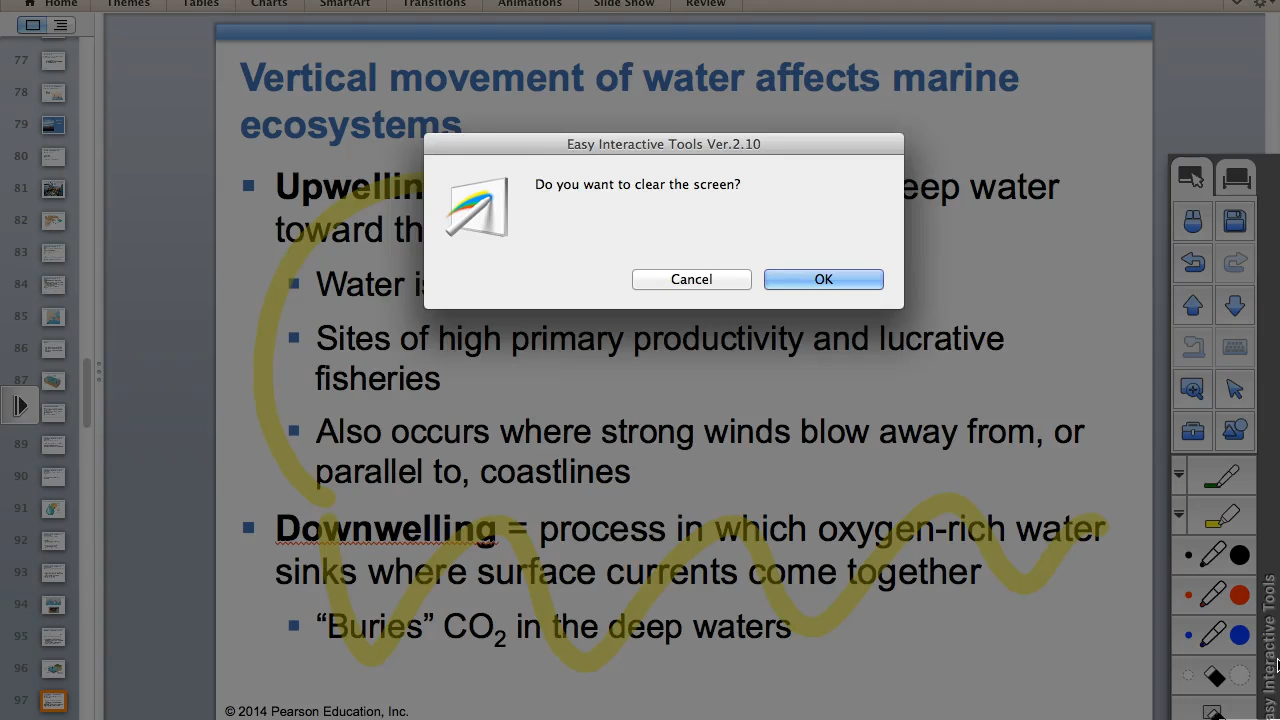 Home Themes Tables Charts SmartArt Transitions Animations Slide Show Review
Vertical movement of water affects marine
ecosystems
Easy Interactive Tools Ver.2.10
Do you want to clear the screen?
Cancel OK
Upwellin eep water
toward th
Water is
Sites of high primary productivity and lucrative
fisheries
Also occurs where strong winds blow away from, or
parallel to, coastlines
Downwelling = process in which oxygen-rich water
sinks where surface currents come together
“Buries” CO2 in the deep waters
© 2014 Pearson Education, Inc.
77
78
79
80
81
82
83
84
85
86
87
89
90
91
92
93
94
95
96
97
Easy Interactive Tools